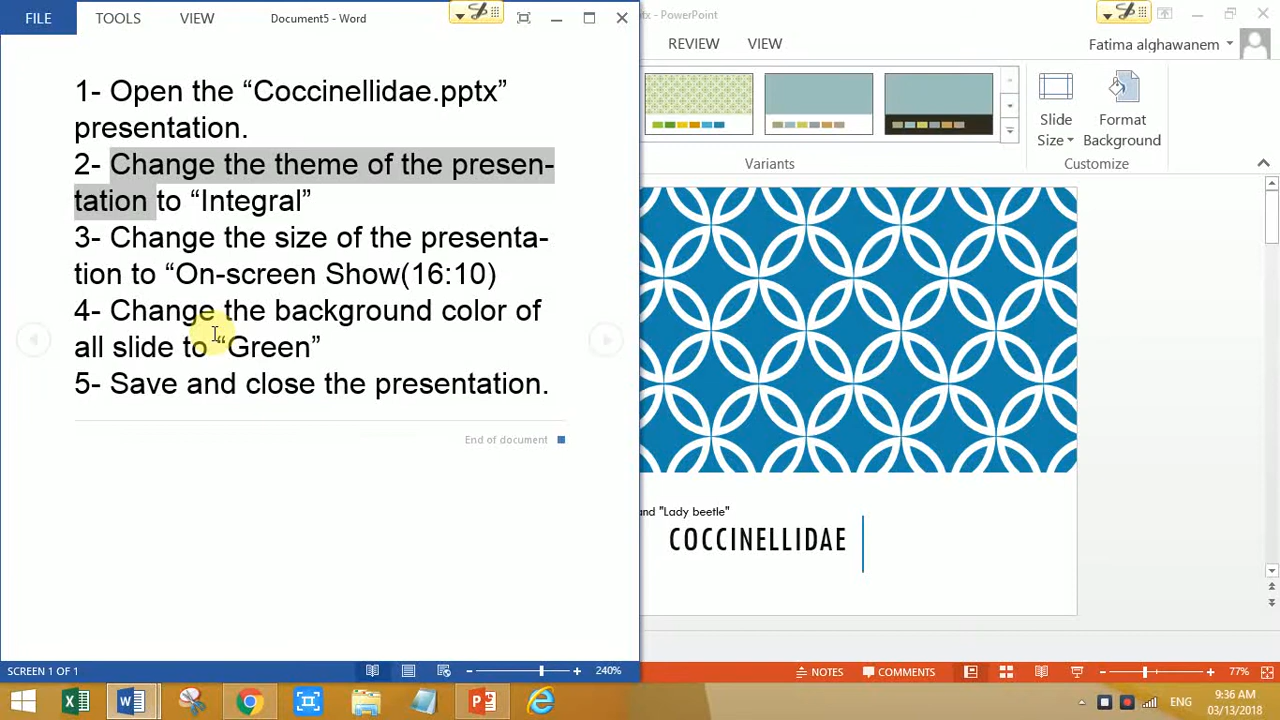 FILE TOOLS VIEW Document5 - Word
1- Open the “Coccinellidae.pptx”
presentation.
2- Change the theme of the presen-
tation to “Integral”
3- Change the size of the presenta-
tion to “On-screen Show(16:10)
4- Change the background color of
all slide to “Green”
5- Save and close the presentation.
End of document
SCREEN 1 OF 1
240%
- PowerPoint
REVIEW VIEW
Fatima alghawanem
Slide
Size
Format
Background
Variants
Customize
and "Lady beetle"
COCCINELLIDAE
NOTES COMMENTS
77%
ENG
9:36 AM
03/13/2018